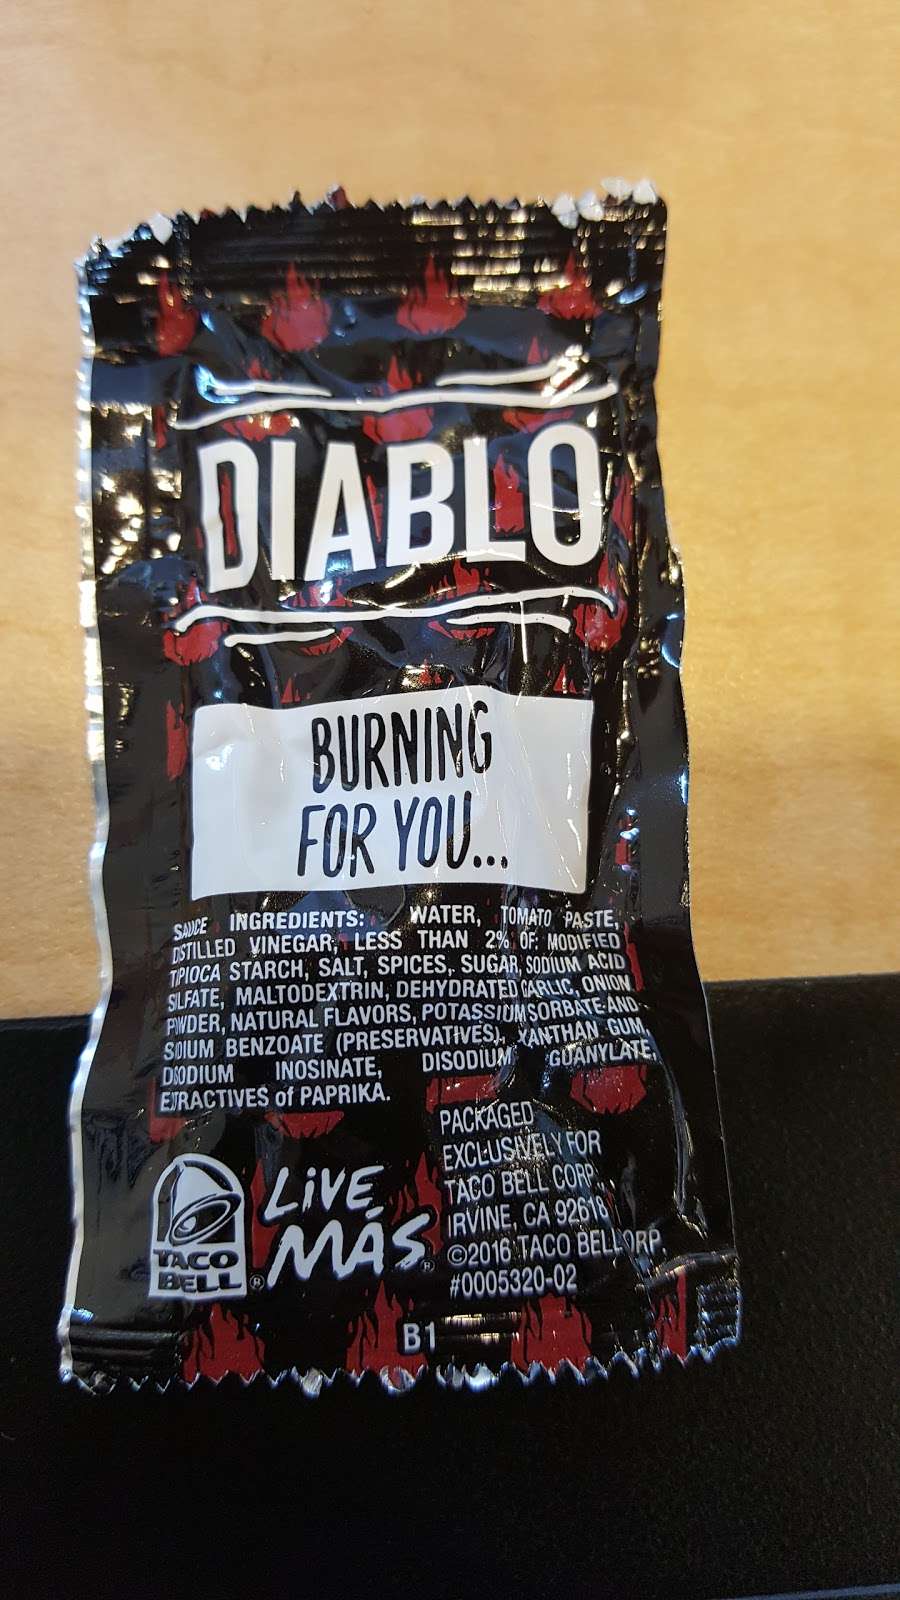 DIABLO
BURNING
FOR YOU...
SAUCE INGREDIENTS: WATER, TOMATO PASTE,
DISTILLED VINEGAR, LESS THAN 2% OF: MODIFIED
TAPIOCA STARCH, SALT, SPICES, SUGAR, SODIUM ACID
SULFATE, MALTODEXTRIN, DEHYDRATED GARLIC, ONION
POWDER, NATURAL FLAVORS, POTASSIUM SORBATE AND
SODIUM BENZOATE (PRESERVATIVES), XANTHAN GUM,
DISODIUM INOSINATE, DISODIUM GUANYLATE,
EXTRACTIVES of PAPRIKA.
PACKAGED
EXCLUSIVELY FOR
TACO BELL CORP.
IRVINE, CA 92618
©2016 TACO BELL CORP.
#0005320-02
TACO
BELL®
LIVE
MÁS®
B1